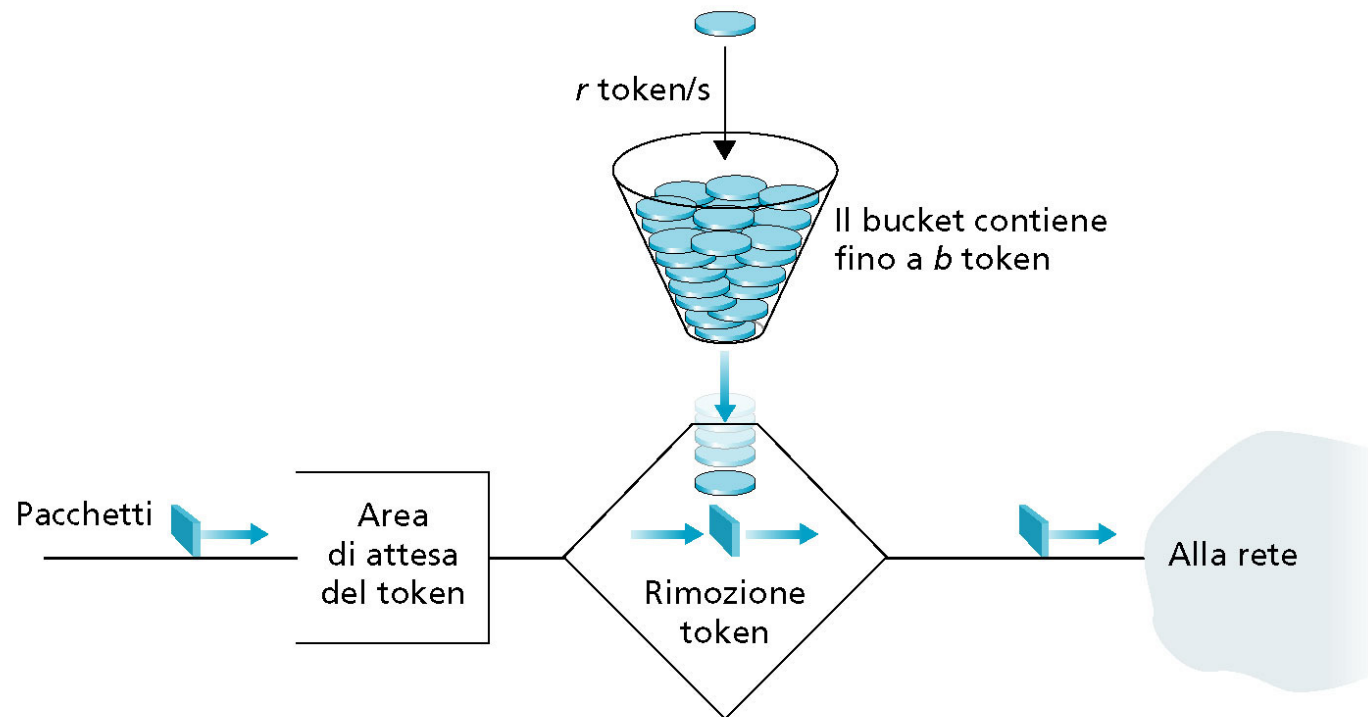 r token/s
Il bucket contiene
fino a b token
Pacchetti
Area
di attesa
del token
Rimozione
token
Alla rete